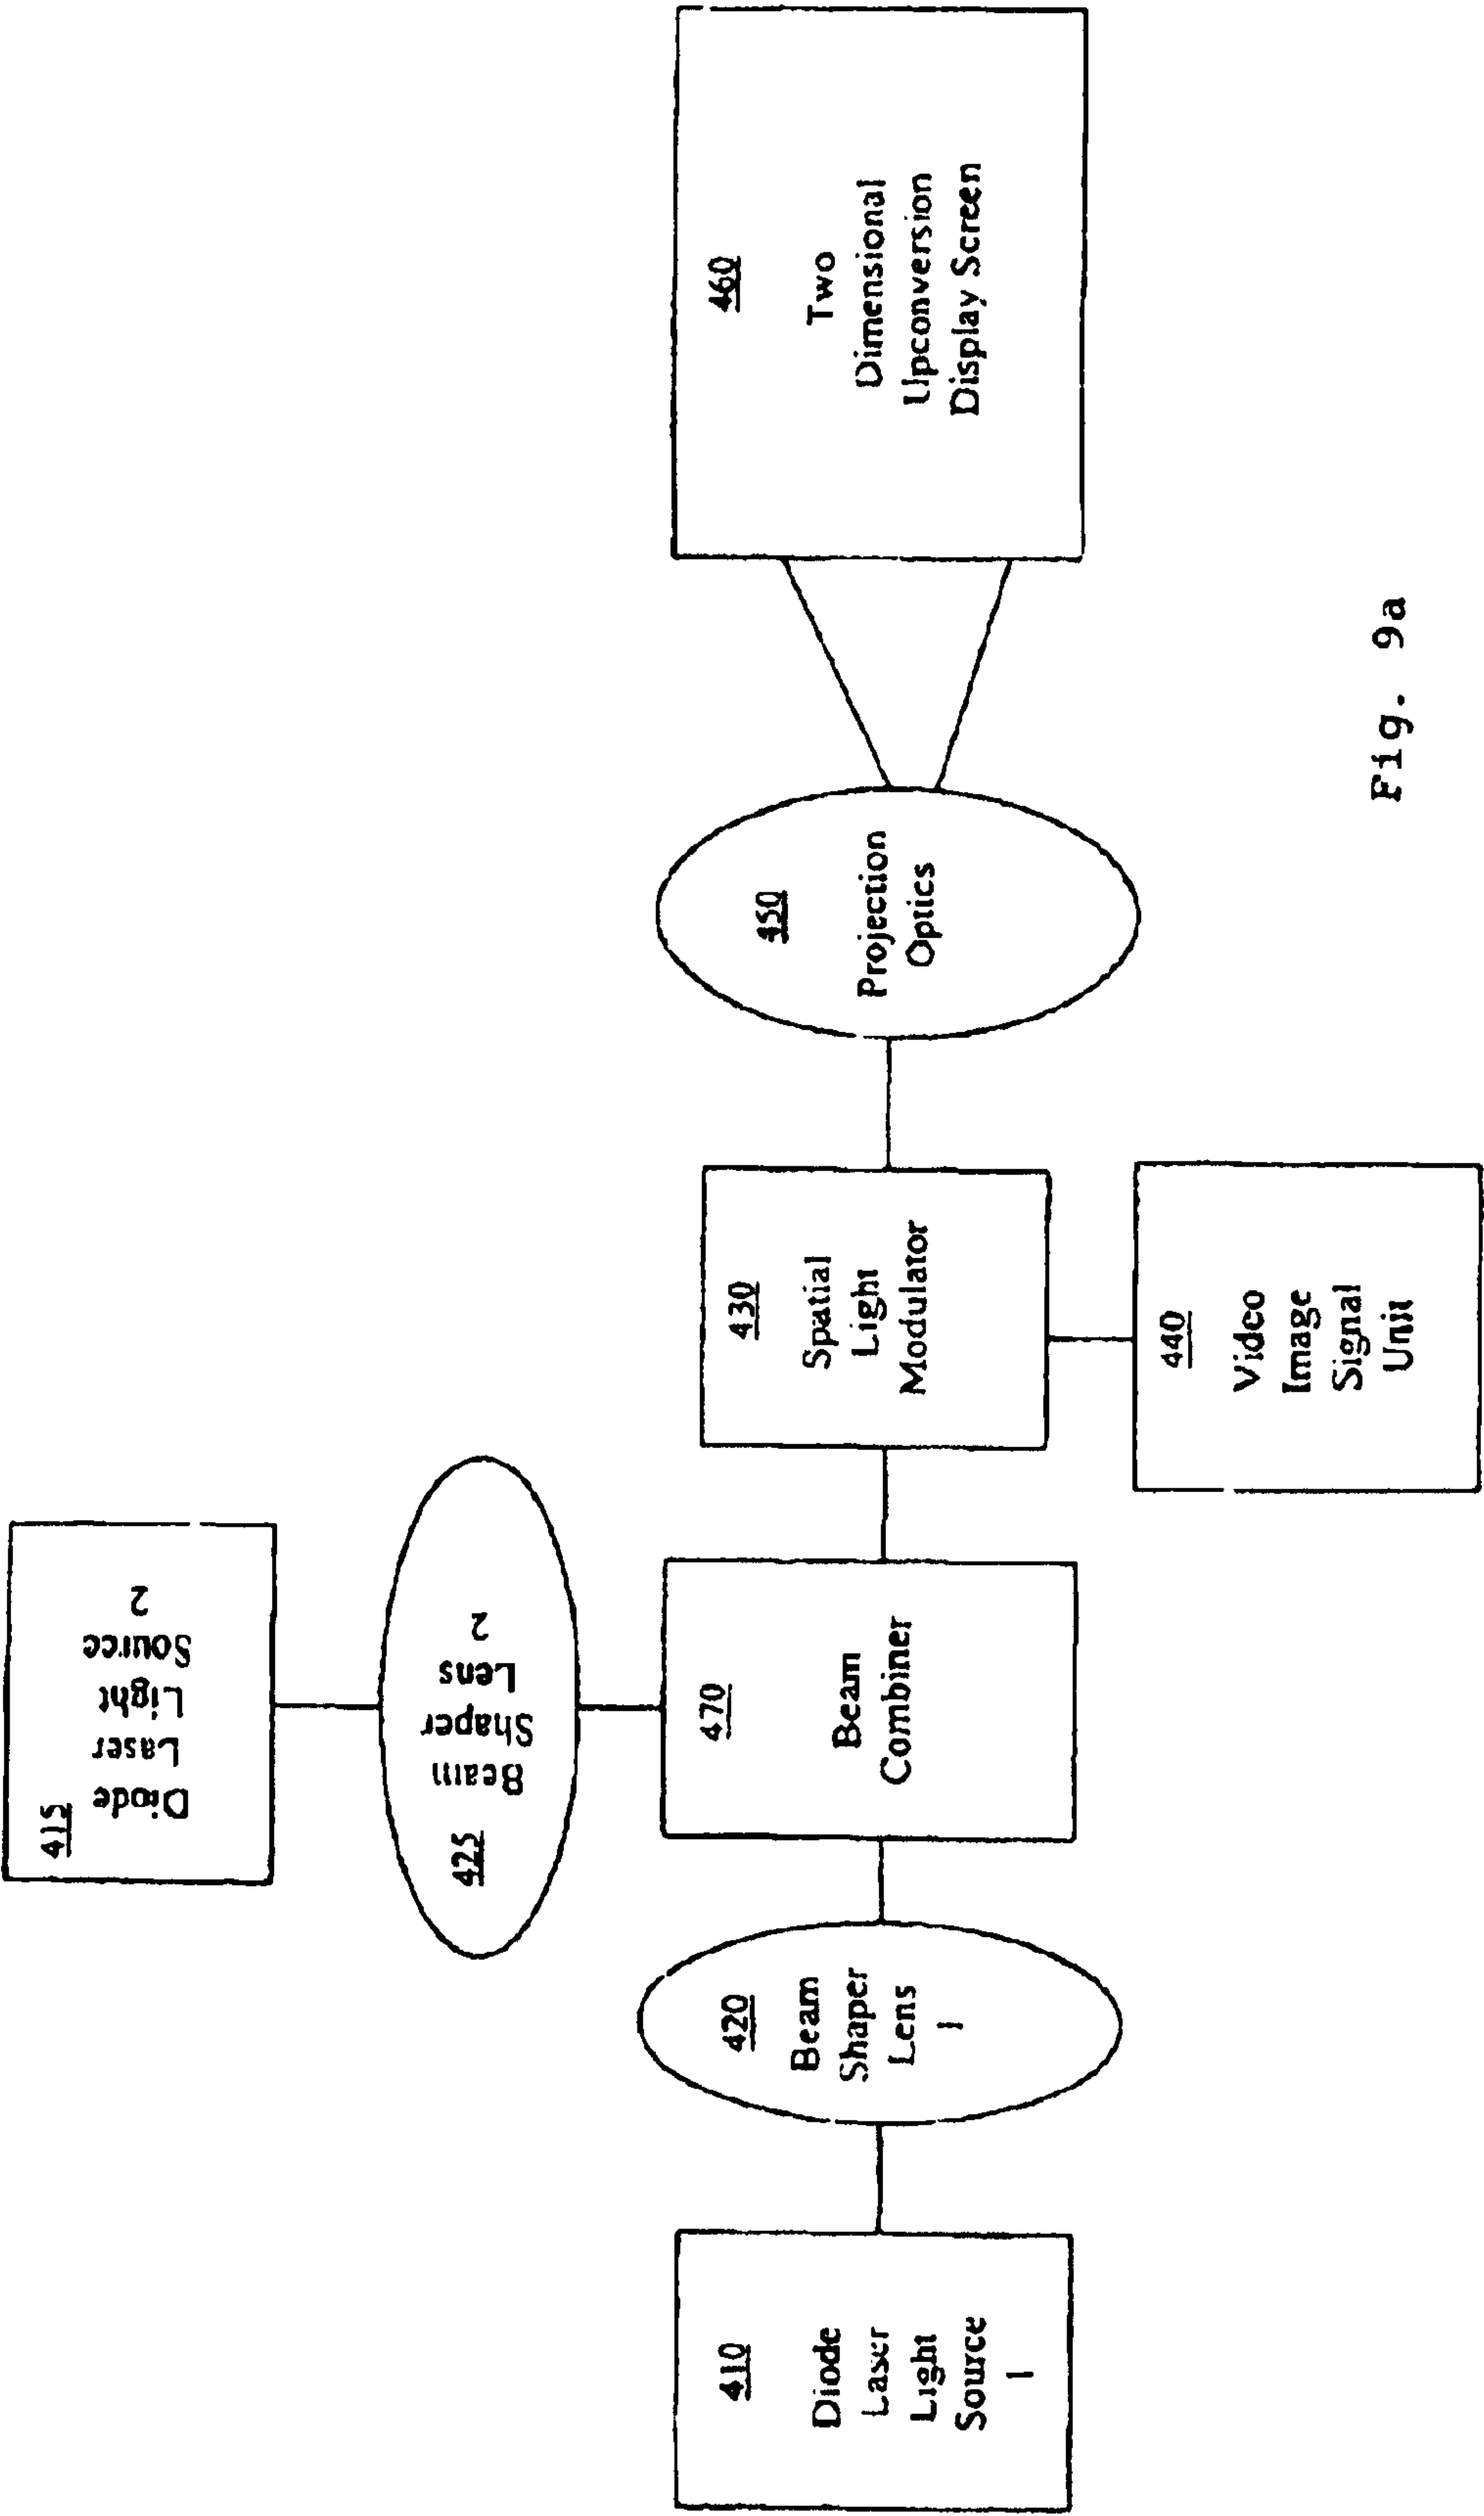 415
Diode
Laser
Light
Source
2
425
Beam
Shaper
Lens
2
410
Diode
Laser
Light
Source
1
420
Beam
Shaper
Lens
1
470
Beam
Combiner
430
Spatial
Light
Modulator
440
Video
Image
Signal
Unit
450
Projection
Optics
460
Two
Dimensional
Upconversion
Display Screen
Fig. 9a